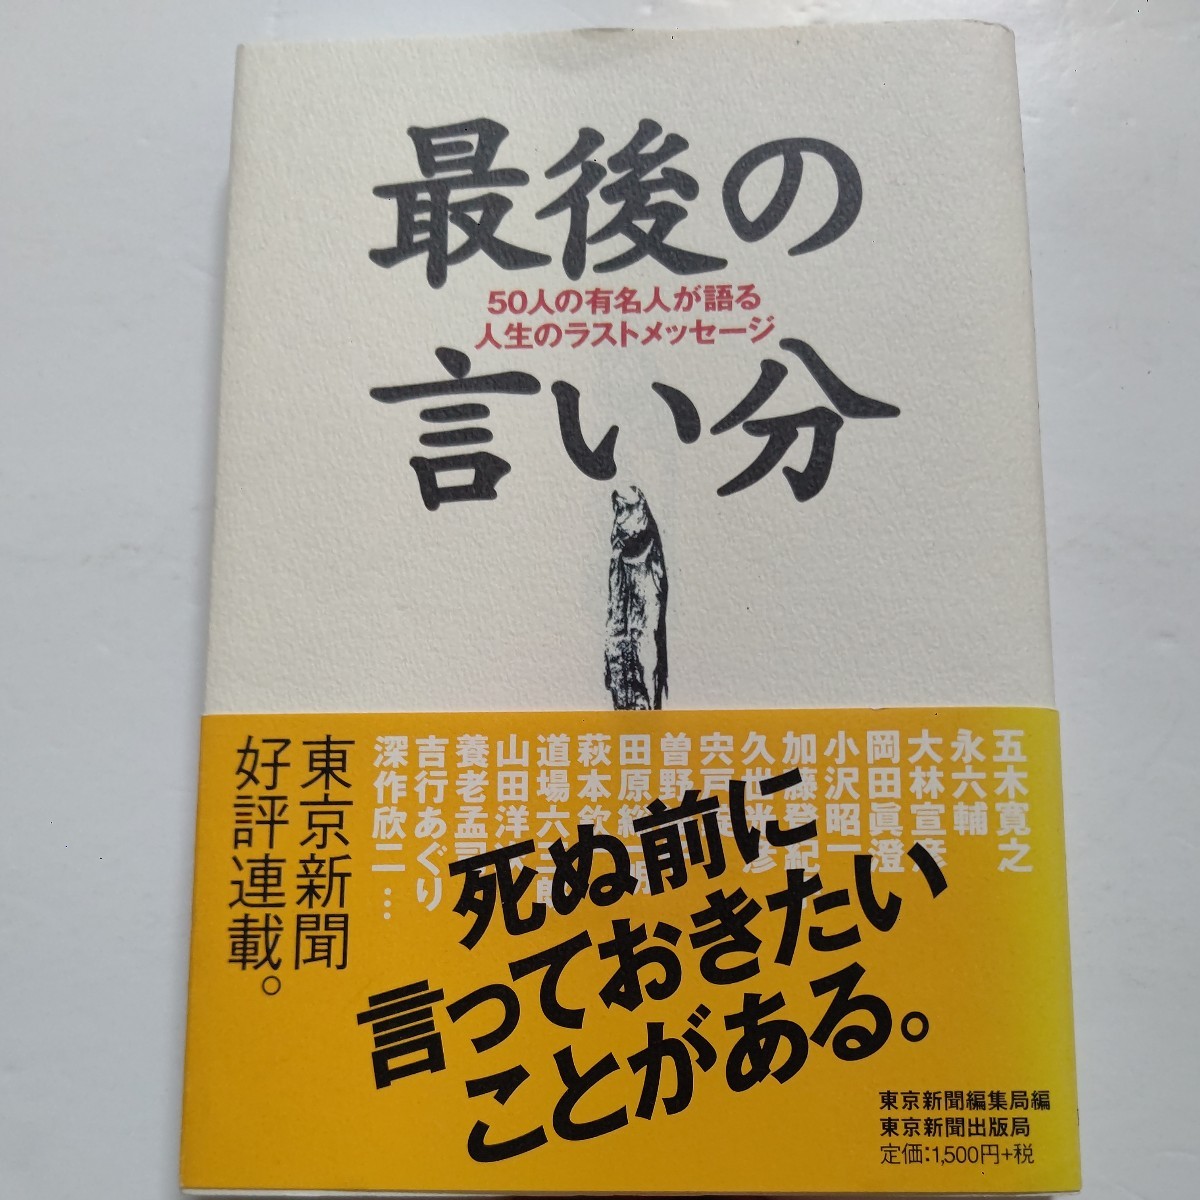 最後の
50人の有名人が語る
人生のラストメッセージ
言い分
五木寛之
永六輔
大林宣彦
岡田眞澄
小沢昭一
加藤登紀
久世光彦
宍戸
曽野
田原総一朗
萩本欽
道場六三郎
山田洋次
養老孟司
吉行あぐり
深作欣二…
東京新聞
好評連載。
死ぬ前に
言っておきたい
ことがある。
東京新聞編集局編
東京新聞出版局
定価:1,500円+税